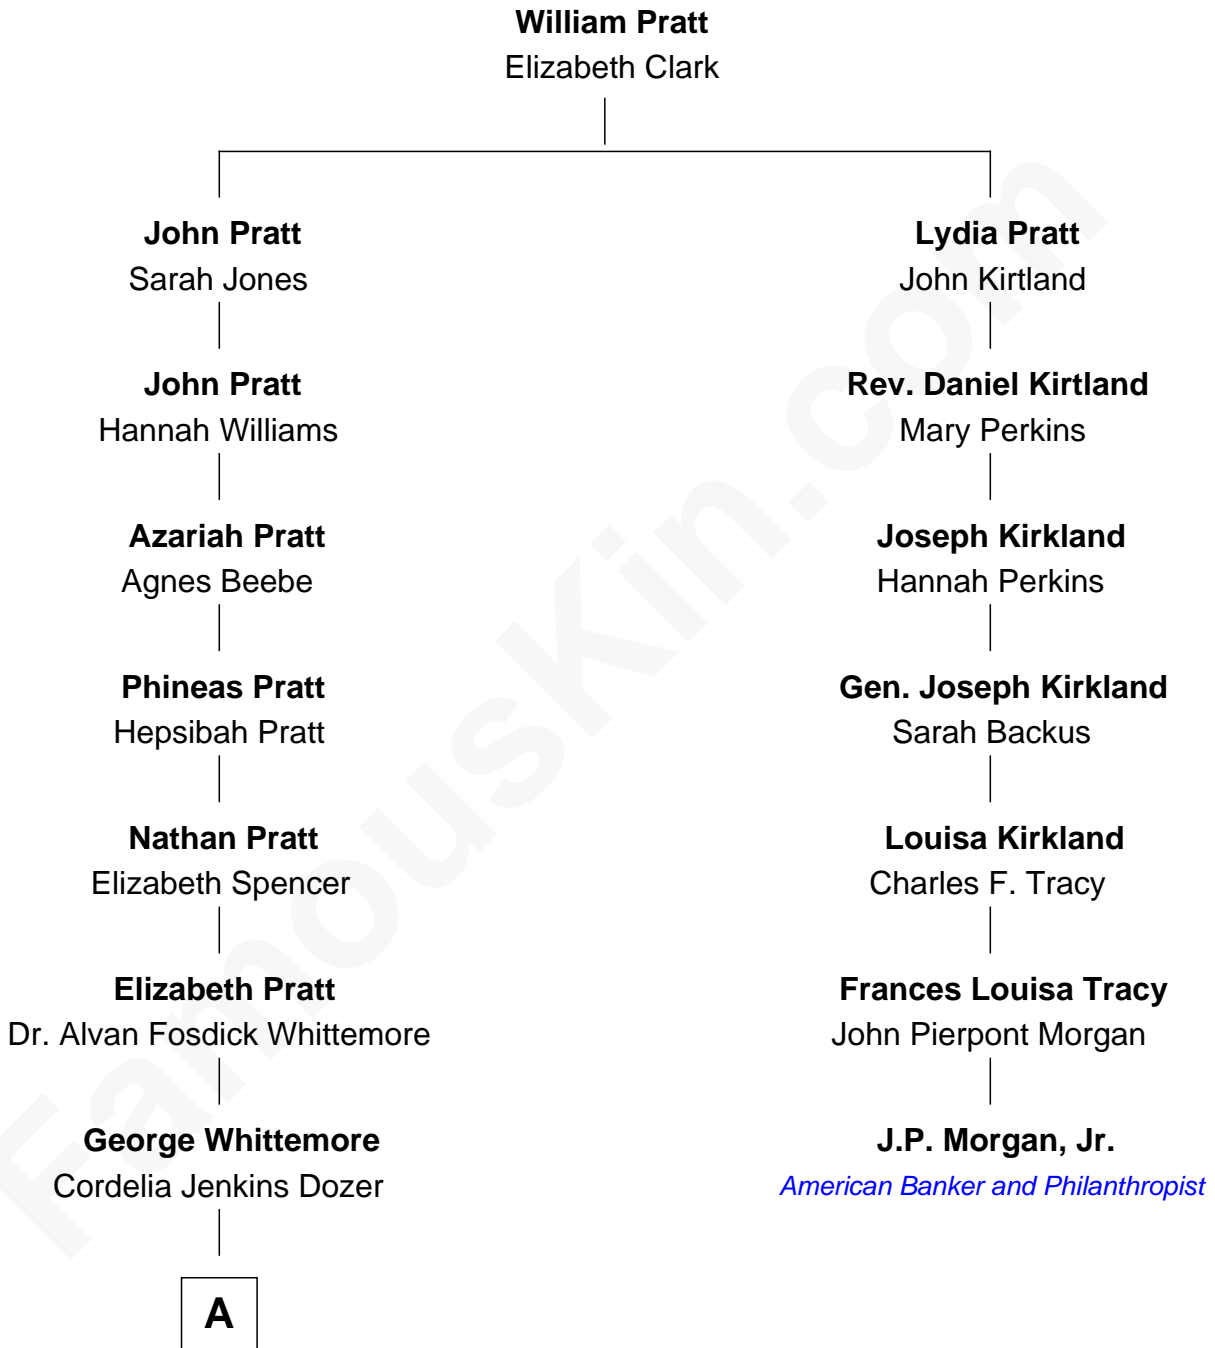 William Pratt
Elizabeth Clark
John Pratt
Sarah Jones
John Pratt
Hannah Williams
Azariah Pratt
Agnes Beebe
Phineas Pratt
Hepsibah Pratt
Nathan Pratt
Elizabeth Spencer
Elizabeth Pratt
Dr. Alvan Fosdick Whittemore
George Whittemore
Cordelia Jenkins Dozer
A
Lydia Pratt
John Kirtland
Rev. Daniel Kirtland
Mary Perkins
Joseph Kirkland
Hannah Perkins
Gen. Joseph Kirkland
Sarah Backus
Louisa Kirkland
Charles F. Tracy
Frances Louisa Tracy
John Pierpont Morgan
J.P. Morgan, Jr.
American Banker and Philanthropist
FamousKin.com